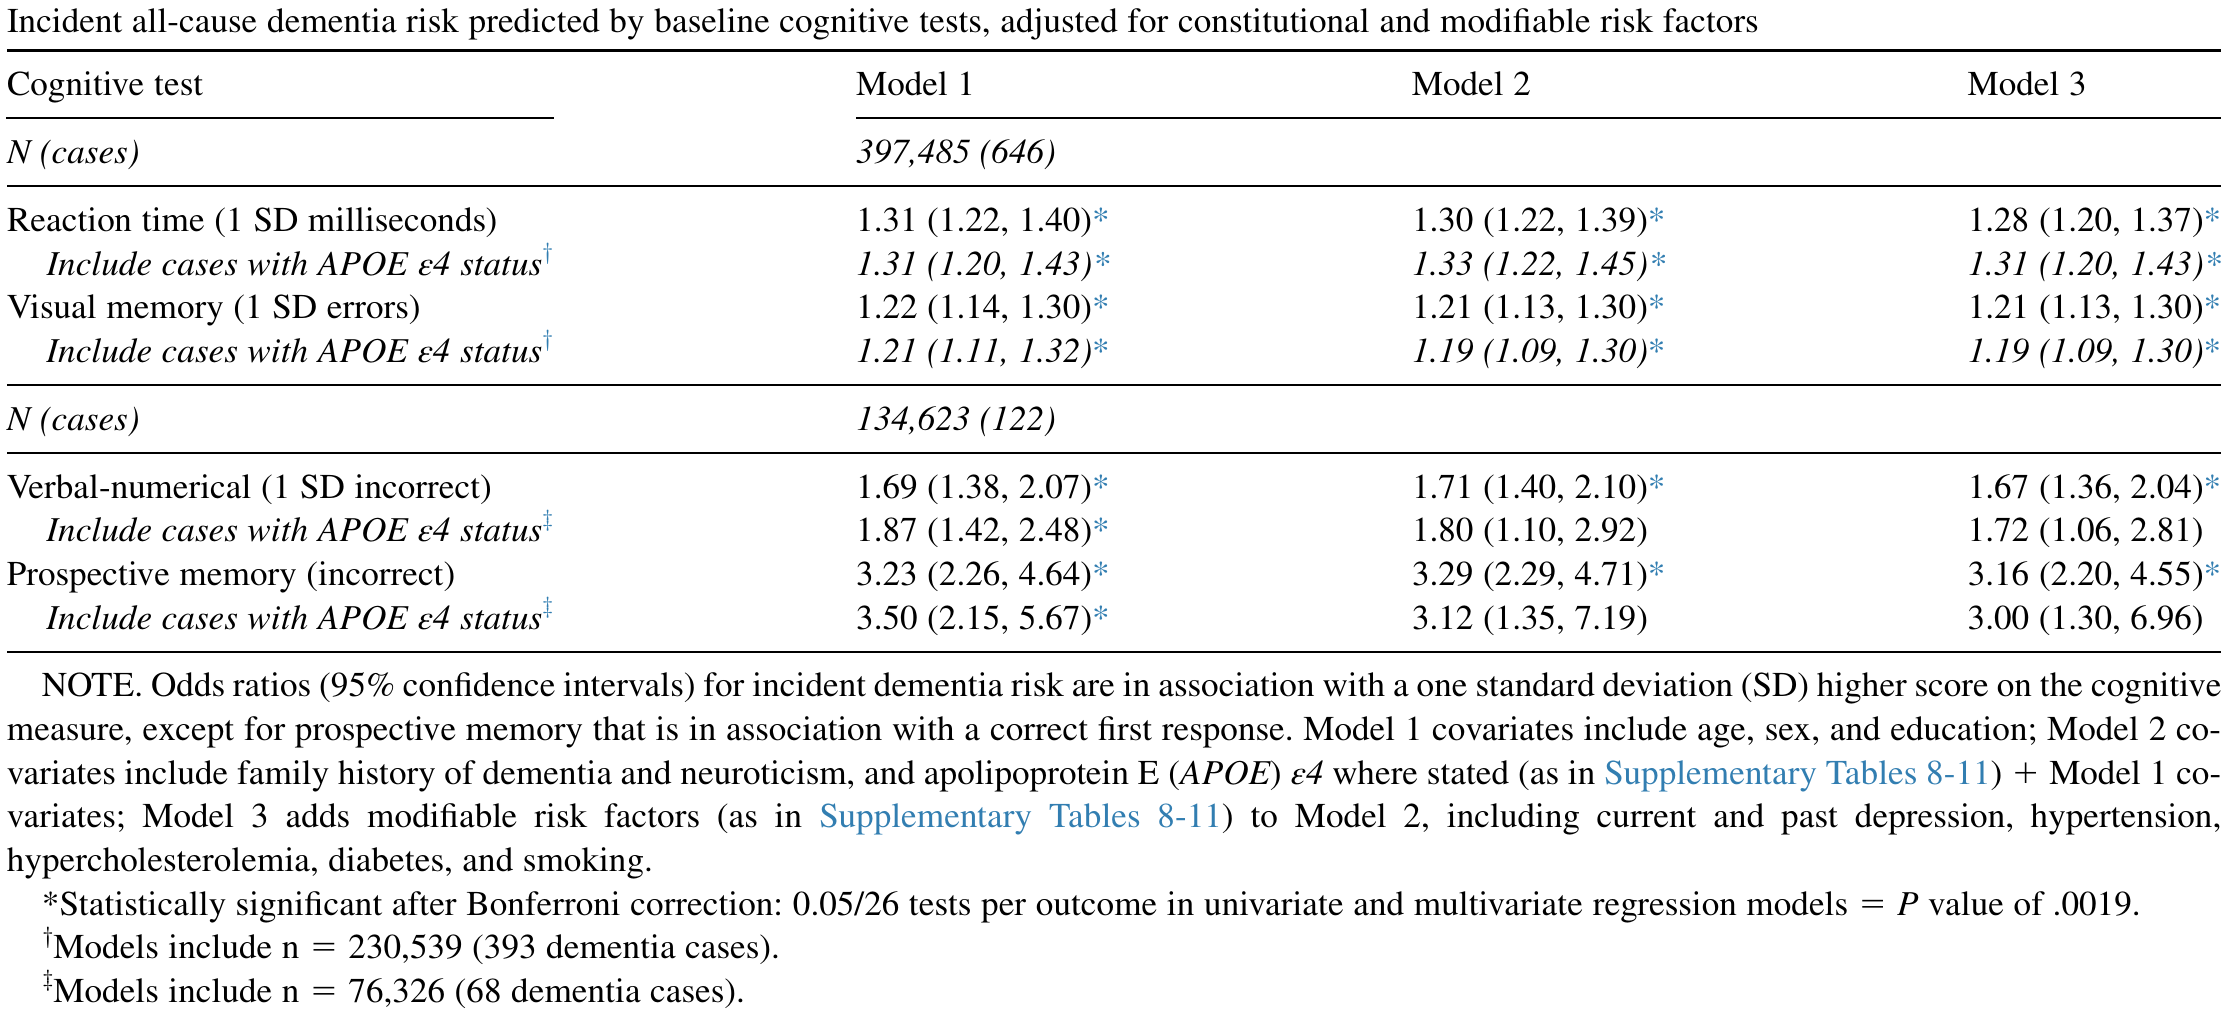 Incident all-cause dementia risk predicted by baseline cognitive tests, adjusted for constitutional and modifiable risk factors
Cognitive test Model 1 Model 2 Model 3
N (cases) 397,485 (646)
Reaction time (1 SD milliseconds) 1.31 (1.22, 1.40)* 1.30 (1.22, 1.39)* 1.28 (1.20, 1.37)*
Include cases with APOE ε4 status† 1.31 (1.20, 1.43)* 1.33 (1.22, 1.45)* 1.31 (1.20, 1.43)*
Visual memory (1 SD errors) 1.22 (1.14, 1.30)* 1.21 (1.13, 1.30)* 1.21 (1.13, 1.30)*
Include cases with APOE ε4 status† 1.21 (1.11, 1.32)* 1.19 (1.09, 1.30)* 1.19 (1.09, 1.30)*
N (cases) 134,623 (122)
Verbal-numerical (1 SD incorrect) 1.69 (1.38, 2.07)* 1.71 (1.40, 2.10)* 1.67 (1.36, 2.04)*
Include cases with APOE ε4 status‡ 1.87 (1.42, 2.48)* 1.80 (1.10, 2.92) 1.72 (1.06, 2.81)
Prospective memory (incorrect) 3.23 (2.26, 4.64)* 3.29 (2.29, 4.71)* 3.16 (2.20, 4.55)*
Include cases with APOE ε4 status‡ 3.50 (2.15, 5.67)* 3.12 (1.35, 7.19) 3.00 (1.30, 6.96)
NOTE. Odds ratios (95% confidence intervals) for incident dementia risk are in association with a one standard deviation (SD) higher score on the cognitive
measure, except for prospective memory that is in association with a correct first response. Model 1 covariates include age, sex, and education; Model 2 co-
variates include family history of dementia and neuroticism, and apolipoprotein E (APOE) ε4 where stated (as in Supplementary Tables 8-11) + Model 1 co-
variates; Model 3 adds modifiable risk factors (as in Supplementary Tables 8-11) to Model 2, including current and past depression, hypertension,
hypercholesterolemia, diabetes, and smoking.
*Statistically significant after Bonferroni correction: 0.05/26 tests per outcome in univariate and multivariate regression models = P value of .0019.
†Models include n = 230,539 (393 dementia cases).
‡Models include n = 76,326 (68 dementia cases).